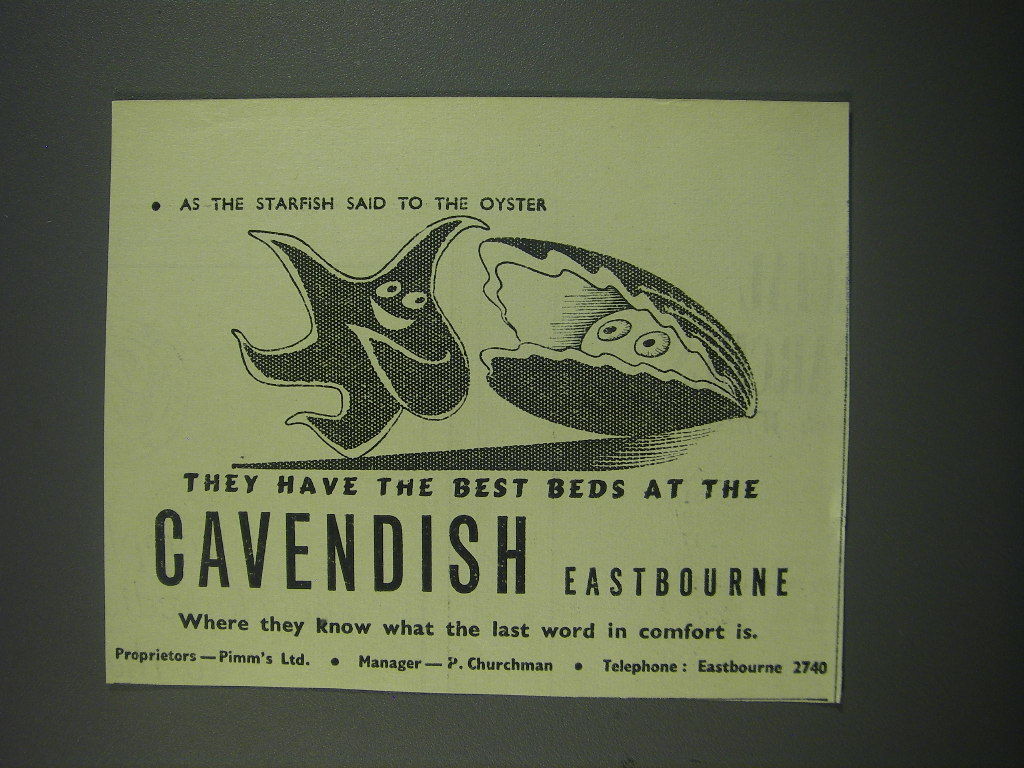 • AS THE STARFISH SAID TO THE OYSTER
THEY HAVE THE BEST BEDS AT THE
CAVENDISH EASTBOURNE
Where they know what the last word in comfort is.
Proprietors — Pimm's Ltd. • Manager — P. Churchman • Telephone : Eastbourne 2740